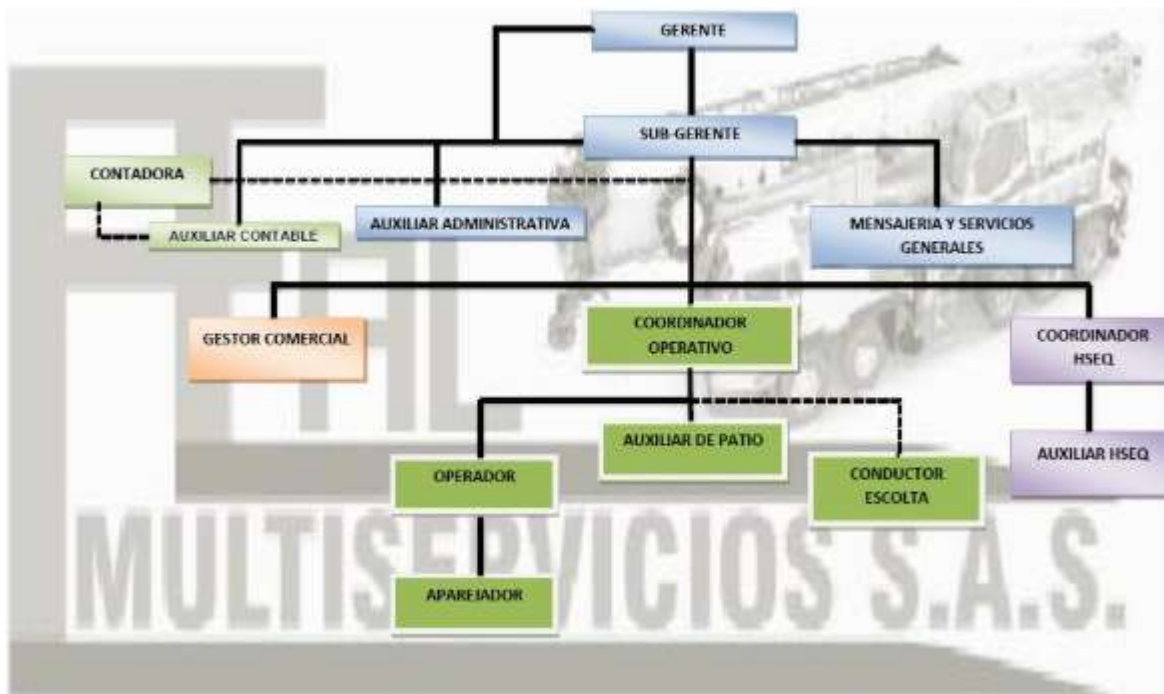 GERENTE
SUB-GERENTE
CONTADORA
AUXILIAR CONTABLE
AUXILIAR ADMINISTRATIVA
MENSAJERIA Y SERVICIOS
GENERALES
GESTOR COMERCIAL
COORDINADOR
OPERATIVO
COORDINADOR
HSEQ
AUXILIAR DE PATIO
AUXILIAR HSEQ
OPERADOR
CONDUCTOR
ESCOLTA
APAREJADOR
MULTISERVICIOS S.A.S.